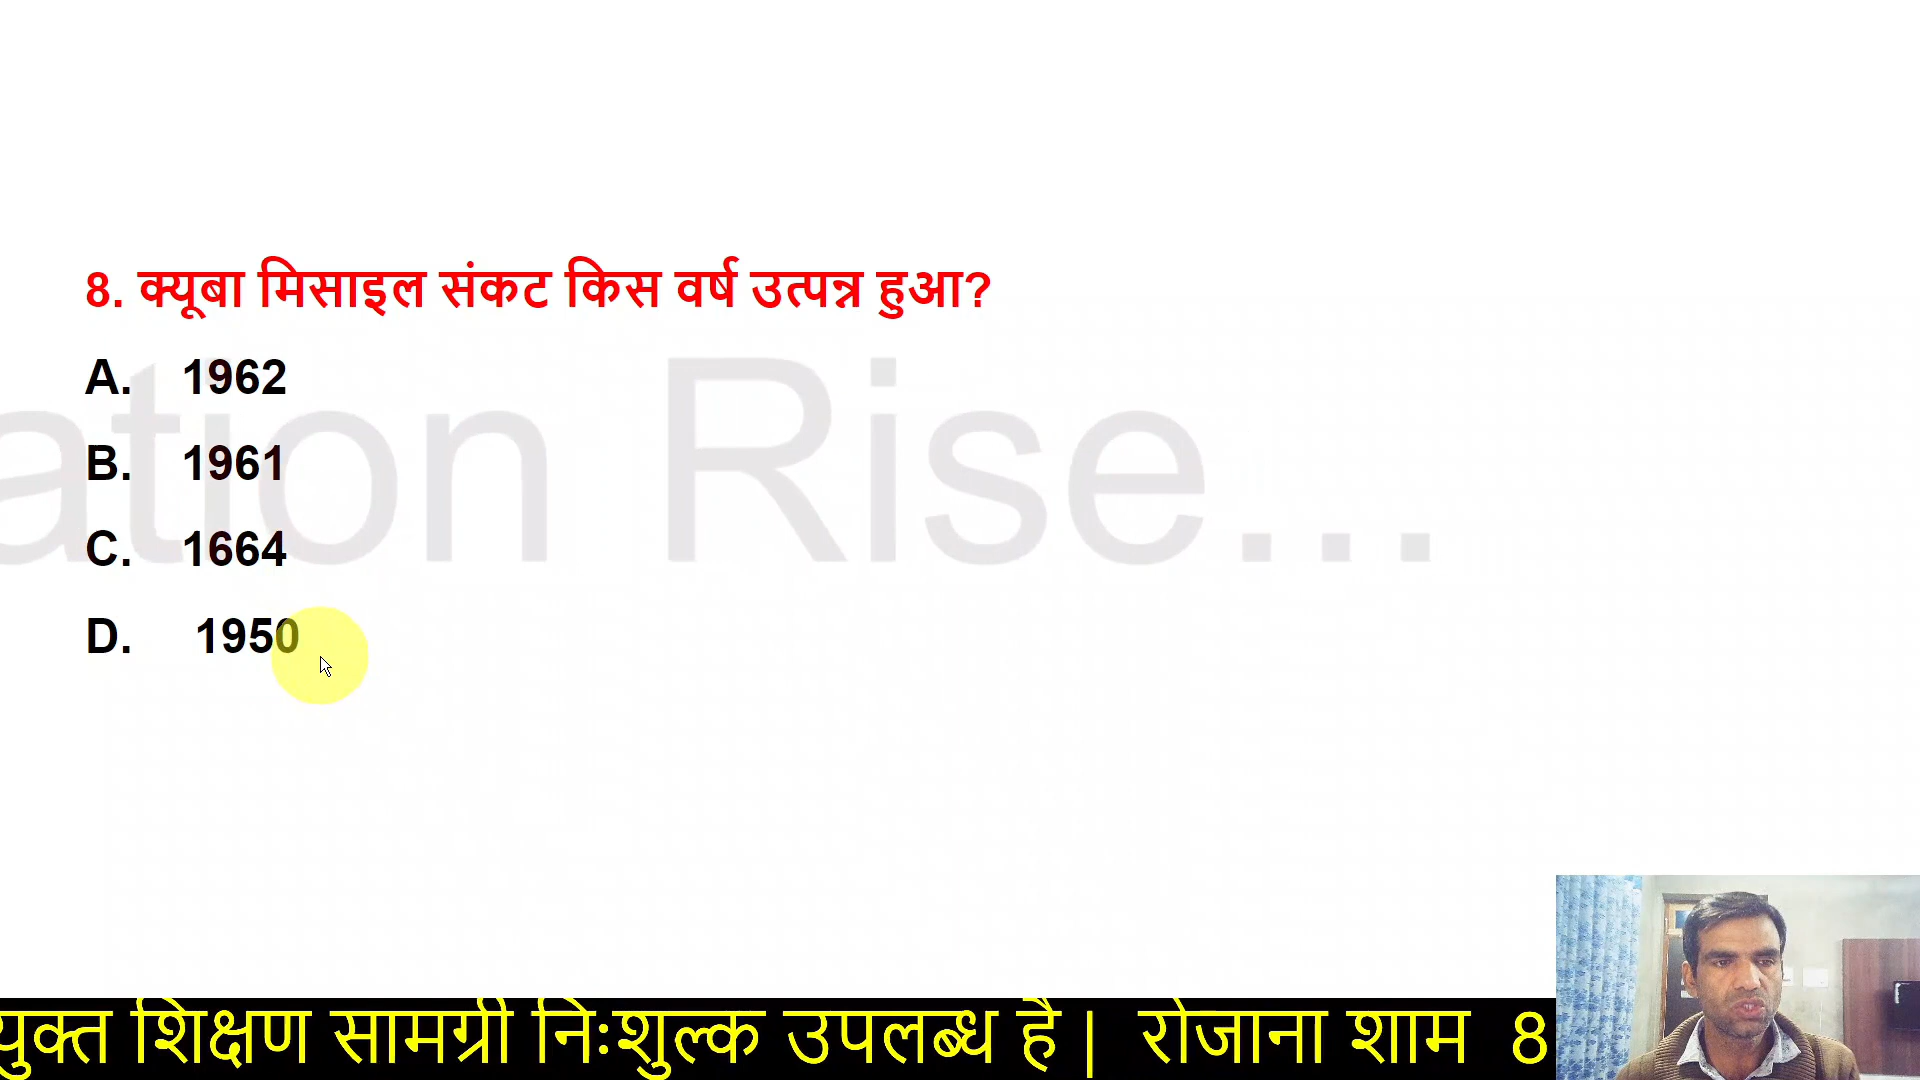 8. क्यूबा मिसाइल संकट किस वर्ष उत्पन्न हुआ?
A. 1962
ation Rise...
B. 1961
C. 1664
D. 1950
युक्त शिक्षण सामग्री निःशुल्क उपलब्ध है | रोजाना शाम 8